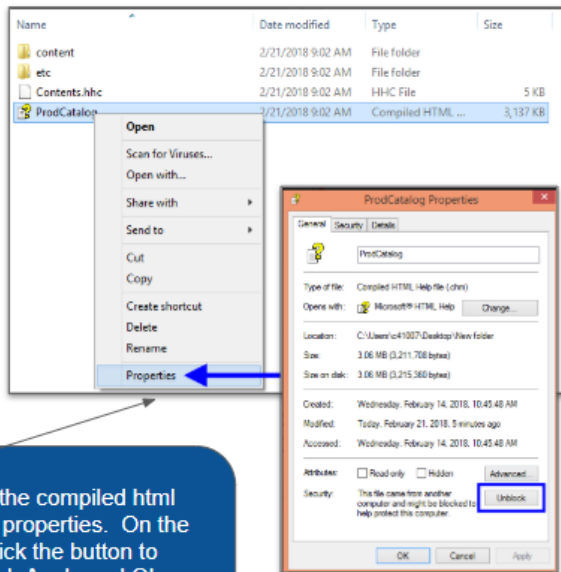 Name Date modified Type Size
content 2/21/2018 9:02 AM File folder
etc 2/21/2018 9:02 AM File folder
Contents.hhc 2/21/2018 9:02 AM HHC File 5 KB
ProdCatalog 2/21/2018 9:02 AM Compiled HTML ... 3,137 KB
Open
Scan for Viruses...
Open with...
Share with
Send to
Cut
Copy
Create shortcut
Delete
Rename
Properties
ProdCatalog Properties
General Security Details
ProdCatalog
Type of file: Compiled HTML Help file (.chm)
Opens with: Microsoft® HTML Help Change...
Location: C:\Users\c41007\Desktop\New folder
Size: 3.06 MB (3,211,708 bytes)
Size on disk: 3.06 MB (3,215,360 bytes)
Created: Wednesday, February 14, 2018, 10:45:48 AM
Modified: Today, February 21, 2018, 5 minutes ago
Accessed: Wednesday, February 14, 2018, 10:45:48 AM
Attributes: Read-only Hidden Advanced...
Security: This file came from another
computer and might be blocked to
help protect this computer.
Unblock
OK Cancel Apply
the compiled html
properties. On the
ick the button to